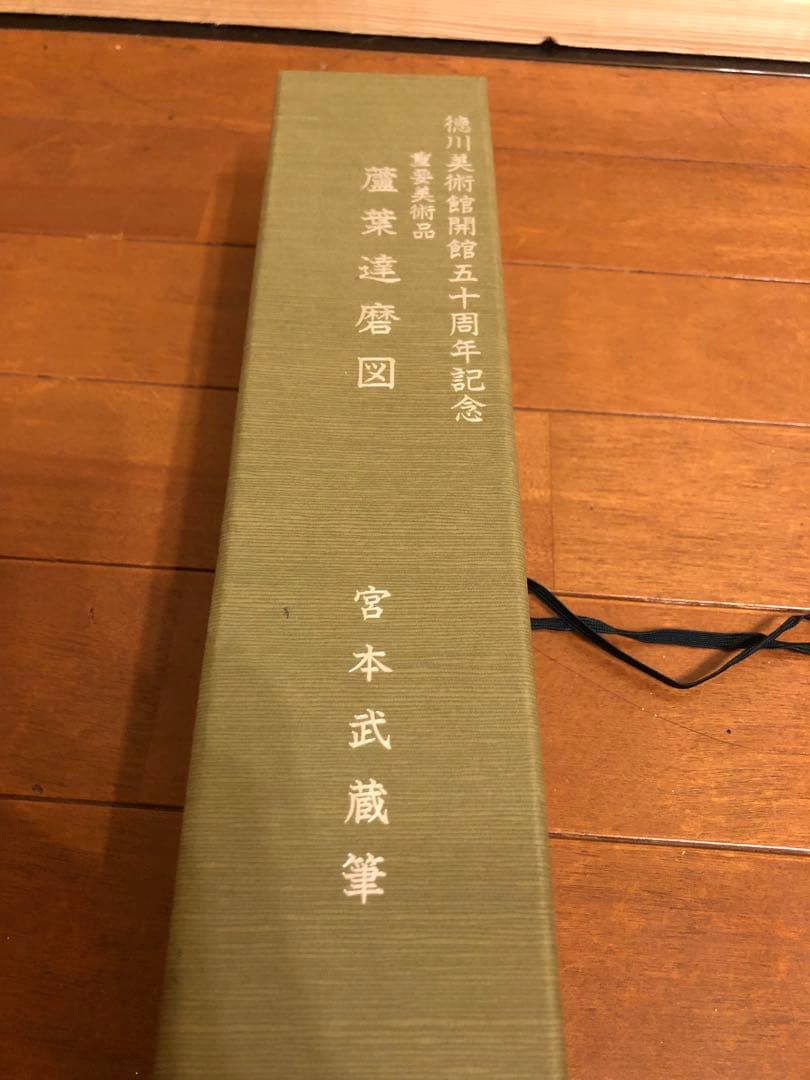 徳川美術館開館五十周年記念
重要美術品
蘆葉達磨図
宮本武蔵筆